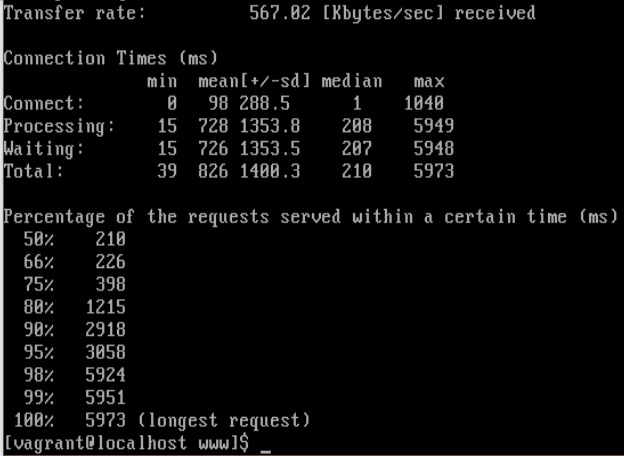 Transfer rate: 567.02 [Kbytes/sec] received
Connection Times (ms)
min mean[+/-sd] median max
Connect: 0 98 288.5 1 1040
Processing: 15 728 1353.8 208 5949
Waiting: 15 726 1353.5 207 5948
Total: 39 826 1400.3 210 5973
Percentage of the requests served within a certain time (ms)
50% 210
66% 226
75% 398
80% 1215
90% 2918
95% 3058
98% 5924
99% 5951
100% 5973 (longest request)
[vagrant@localhost www]$ _